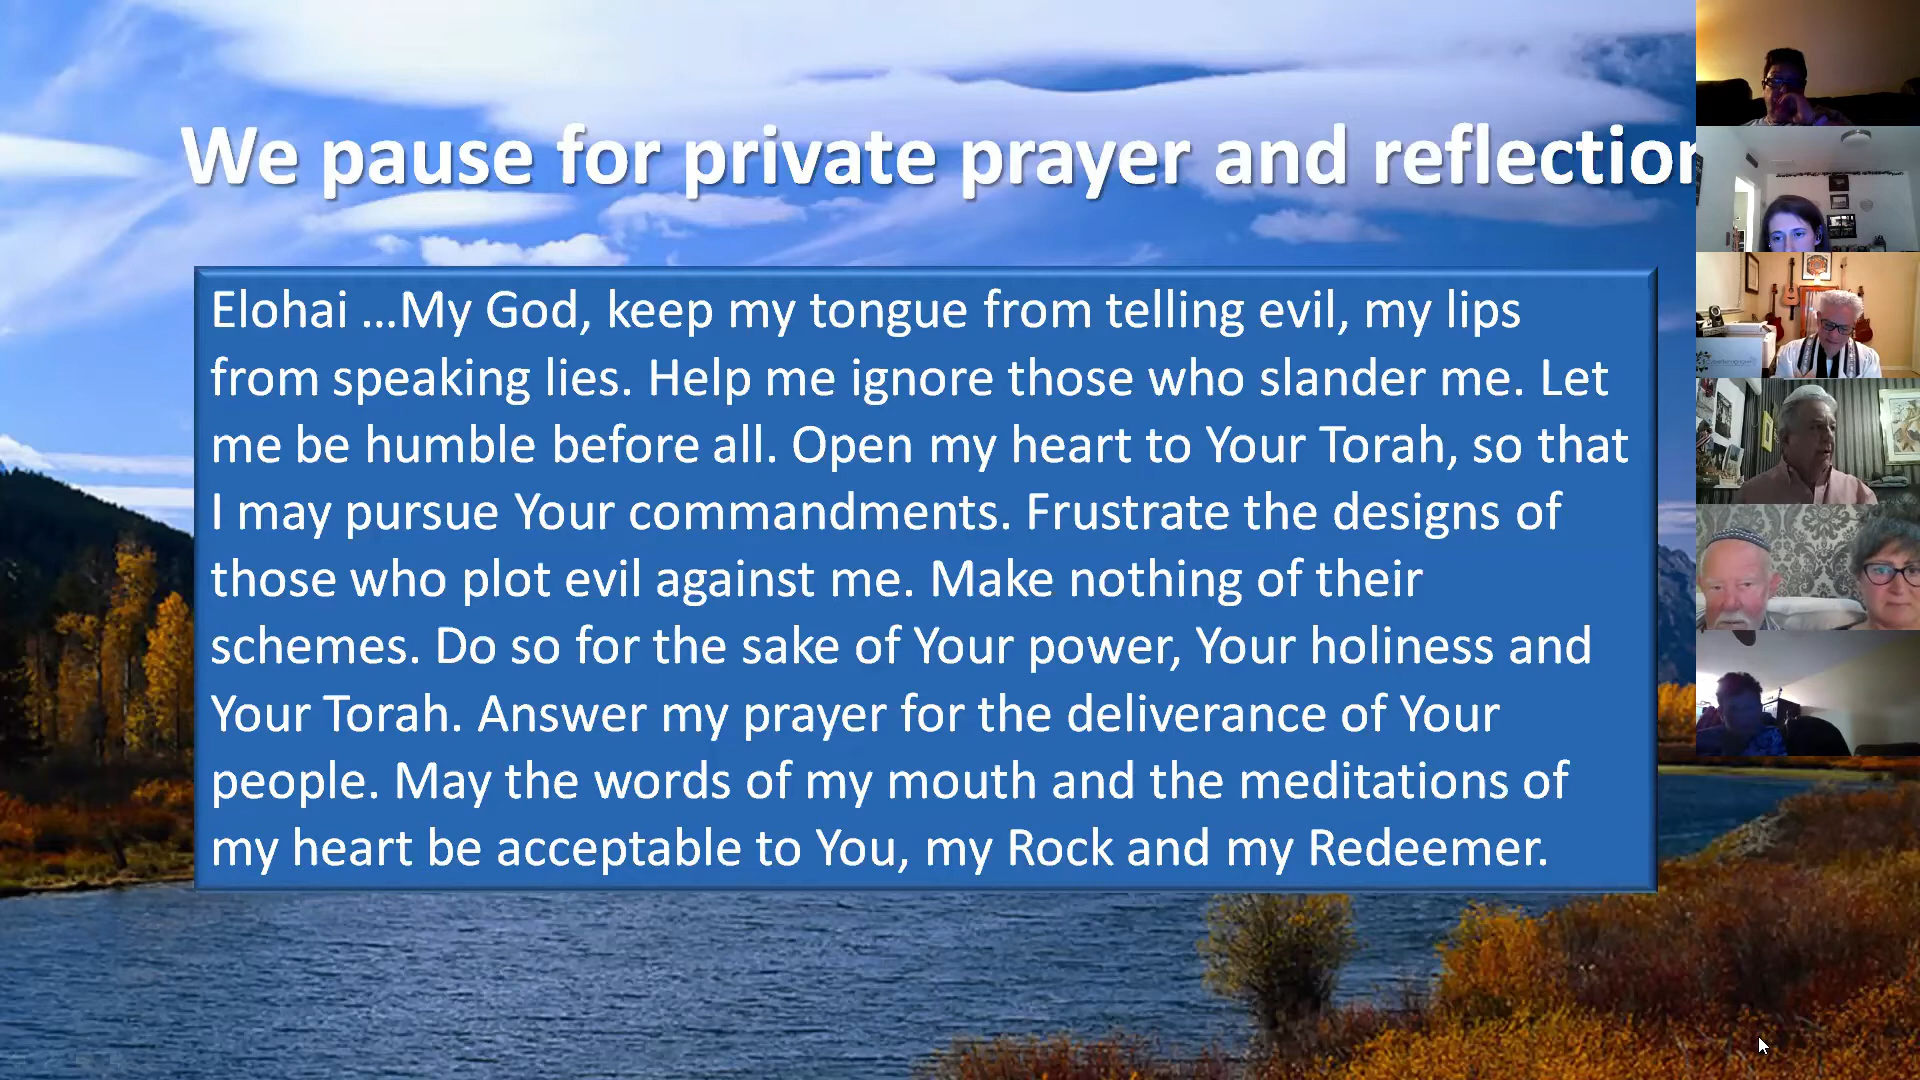 We pause for private prayer and reflection
Elohai ...My God, keep my tongue from telling evil, my lips
from speaking lies. Help me ignore those who slander me. Let
me be humble before all. Open my heart to Your Torah, so that
I may pursue Your commandments. Frustrate the designs of
those who plot evil against me. Make nothing of their
schemes. Do so for the sake of Your power, Your holiness and
Your Torah. Answer my prayer for the deliverance of Your
people. May the words of my mouth and the meditations of
my heart be acceptable to You, my Rock and my Redeemer.